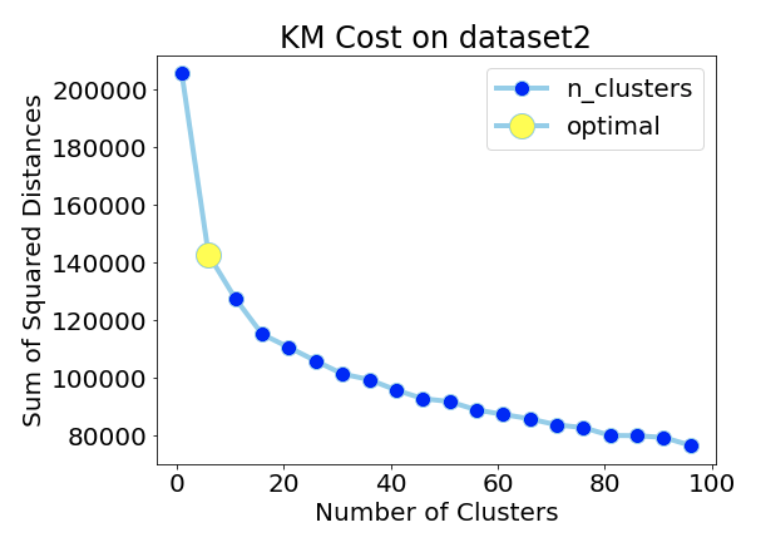 KM Cost on dataset2
n_clusters
optimal
Sum of Squared Distances
200000
180000
160000
140000
120000
100000
80000
0 20 40 60 80 100
Number of Clusters